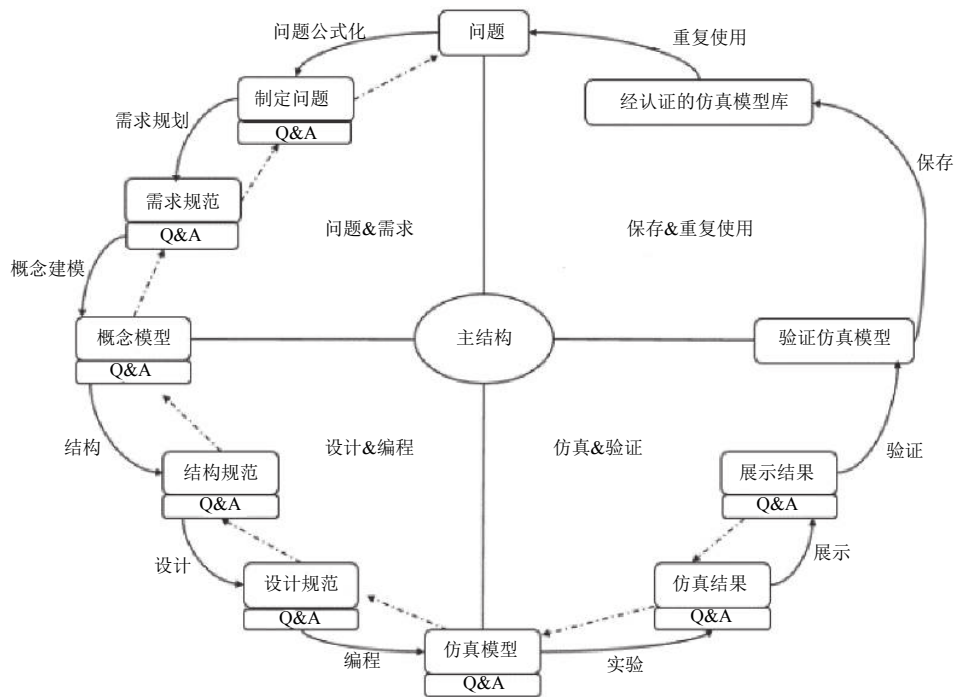 问题公式化
问题
重复使用
制定问题
Q&A
经认证的仿真模型库
需求规划
保存
需求规范
Q&A
问题&需求
保存&重复使用
概念建模
概念模型
Q&A
主结构
验证仿真模型
结构
设计&编程
仿真&验证
验证
结构规范
Q&A
展示结果
Q&A
设计
展示
设计规范
Q&A
仿真结果
Q&A
编程
仿真模型
Q&A
实验